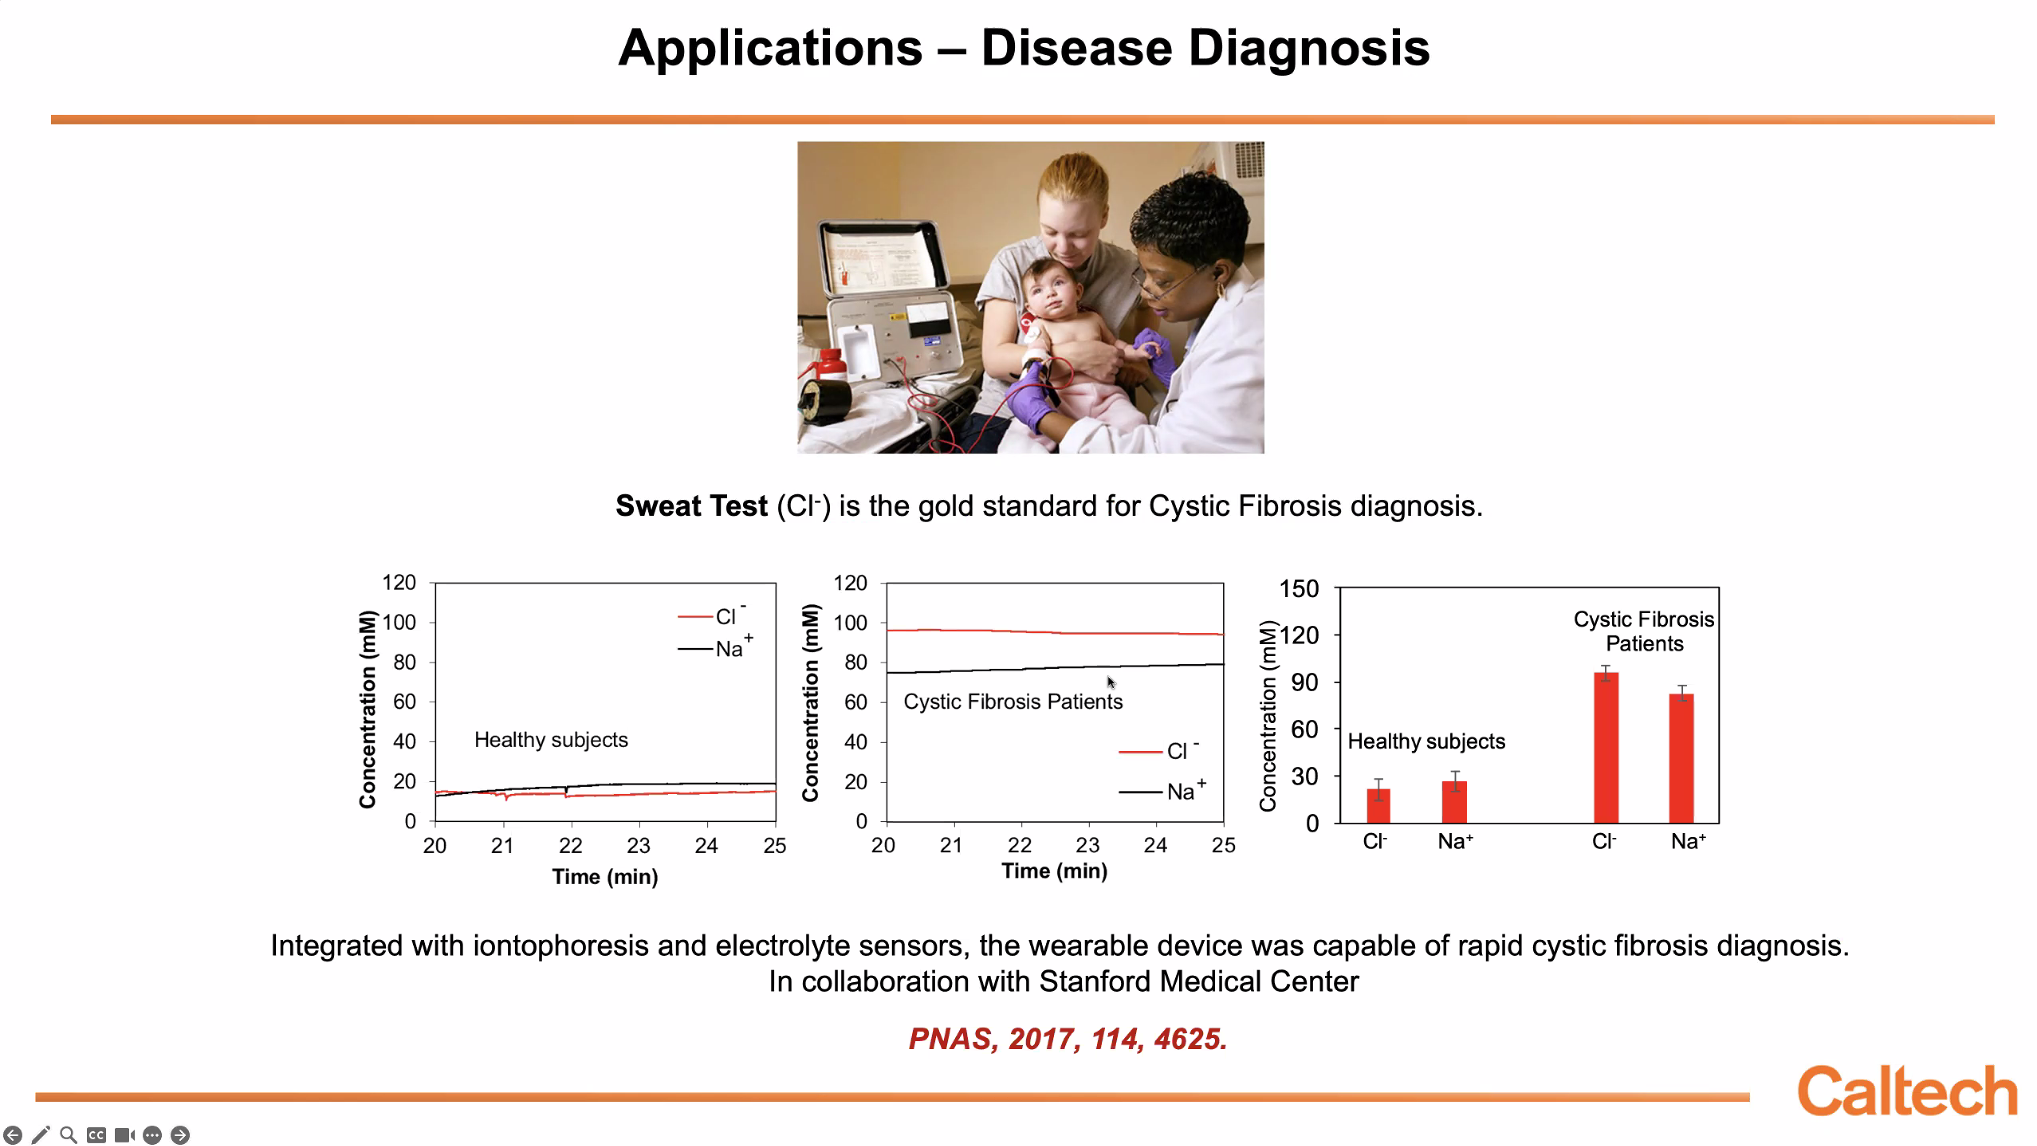 Applications – Disease Diagnosis
Sweat Test (Cl⁻) is the gold standard for Cystic Fibrosis diagnosis.
Concentration (mM)
120
100
80
60
40
20
0
Cl⁻
Na⁺
Healthy subjects
20 21 22 23 24 25
Time (min)
Concentration (mM)
120
100
80
60
40
20
0
Cystic Fibrosis Patients
Cl⁻
Na⁺
20 21 22 23 24 25
Time (min)
Concentration (mM)
150
120
90
60
30
0
Cystic Fibrosis
Patients
Healthy subjects
Cl⁻ Na⁺ Cl⁻ Na⁺
Integrated with iontophoresis and electrolyte sensors, the wearable device was capable of rapid cystic fibrosis diagnosis.
In collaboration with Stanford Medical Center
PNAS, 2017, 114, 4625.
Caltech
CC